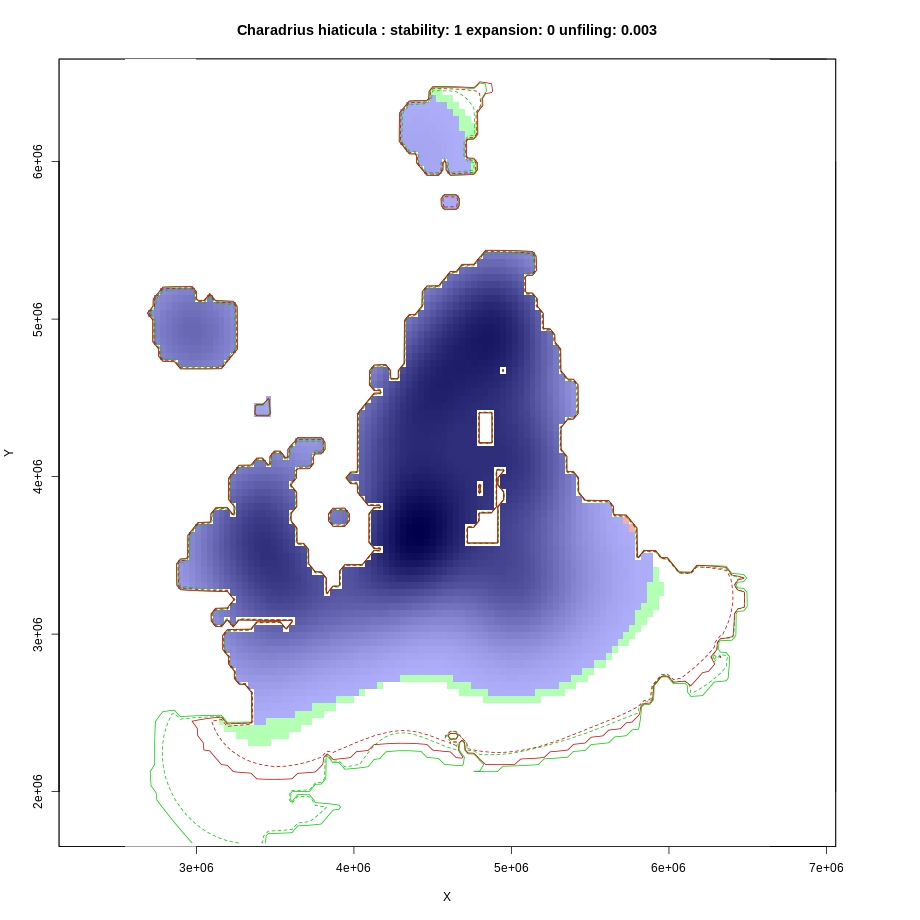 Charadrius hiaticula : stability: 1 expansion: 0 unfiling: 0.003
6e+06
5e+06
Y
4e+06
3e+06
2e+06
3e+06 4e+06 5e+06 6e+06 7e+06
X